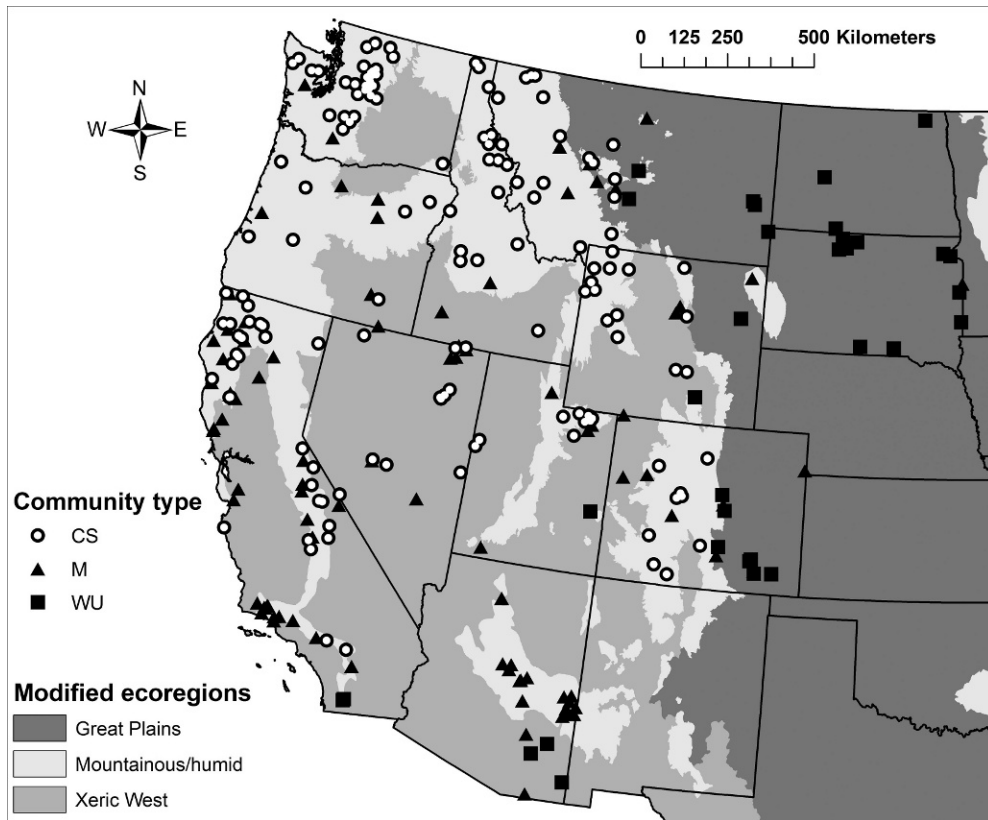 0 125 250 500 Kilometers
N
W E
S
Community type
CS
M
WU
Modified ecoregions
Great Plains
Mountainous/humid
Xeric West